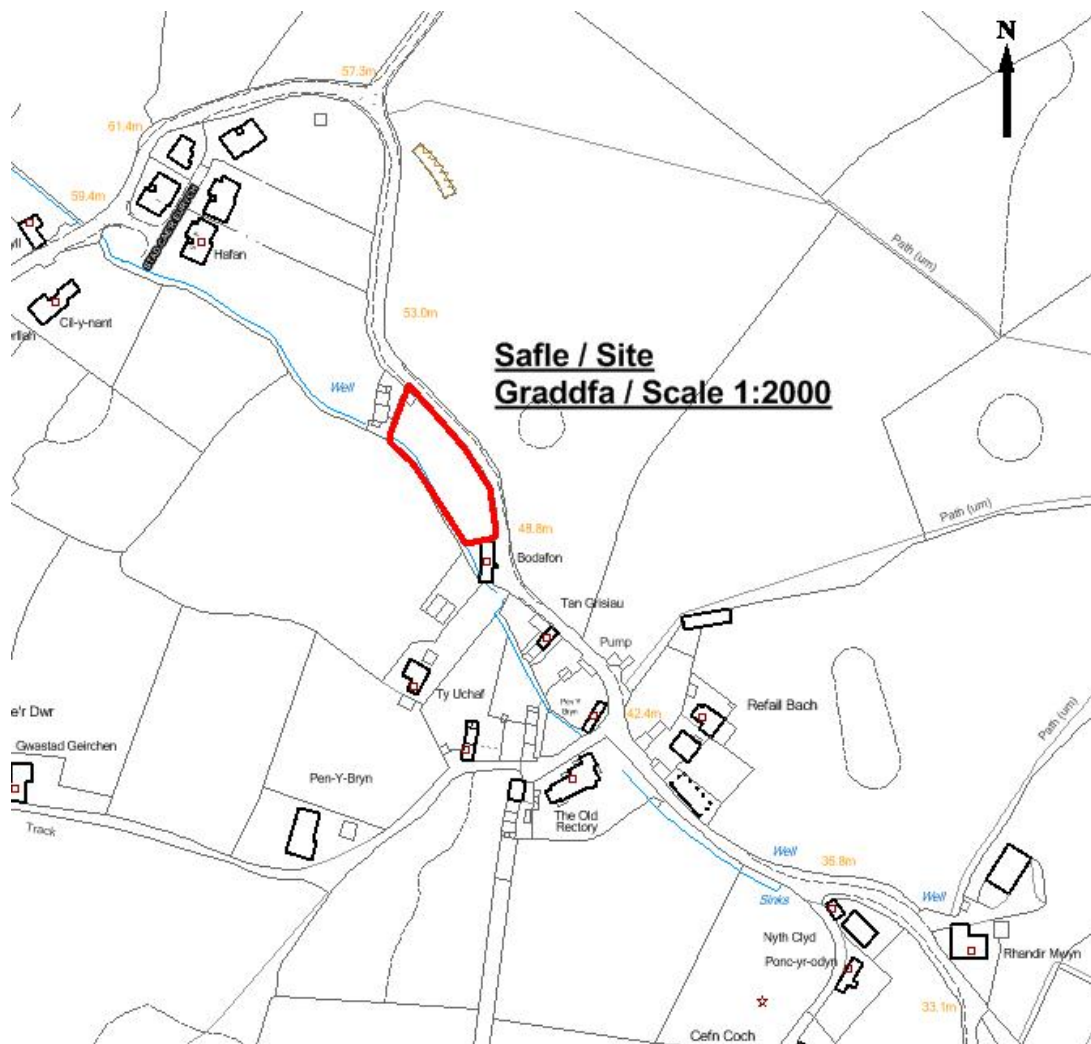 N
57.3m
61.4m
59.4m
Hafan
Path (um)
Cil-y-nant
53.0m
Safle / Site
Graddfa / Scale 1:2000
Well
Path (um)
48.8m
Bodafon
Tan Grisiau
Pump
Ty Uchaf
Pen Y
Bryn
42.4m
Refail Bach
Path (um)
e'r Dwr
Gwastad Geirchen
Pen-Y-Bryn
The Old
Rectory
Track
Well
36.8m
Well
Sinks
Nyth Clyd
Ponc-yr-odyn
Rhandir Mwyn
33.1m
Cefn Coch